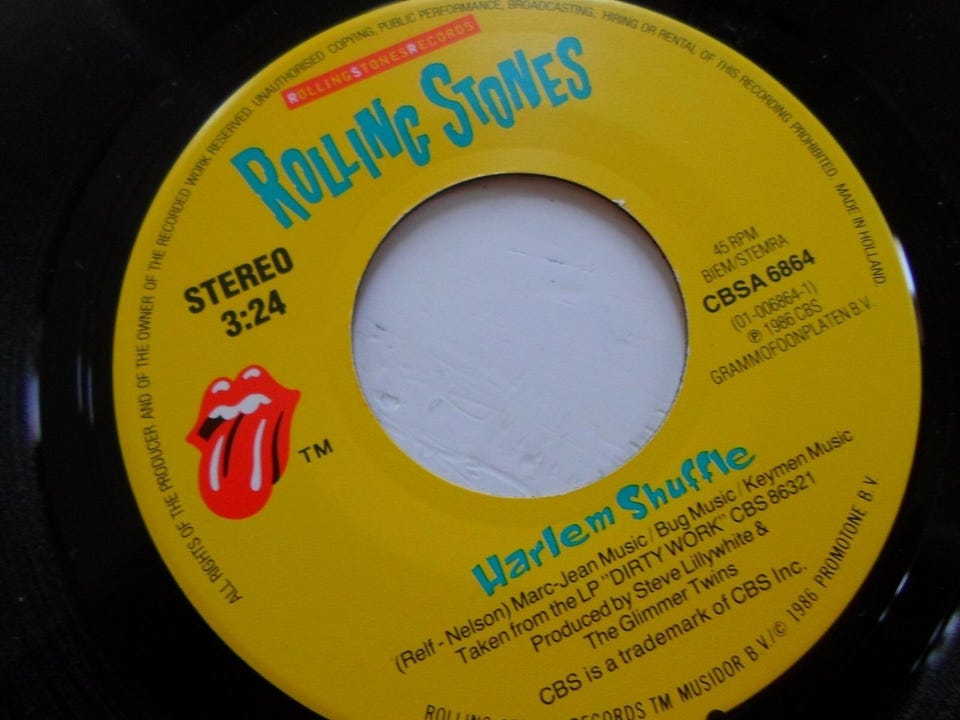 ALL RIGHTS OF THE PRODUCER AND OF THE OWNER OF THE RECORDED WORK RESERVED. UNAUTHORISED COPYING, PUBLIC PERFORMANCE, BROADCASTING, HIRING OR RENTAL OF THIS RECORDING PROHIBITED. MADE IN HOLLAND.
ROLLINGSTONESRECORDS
ROLLING STONES
STEREO
3:24
TM
45 RPM
BIEM/STEMRA
CBSA 6864
(01-006864-1)
℗ 1986 CBS
GRAMMOFOONPLATEN B.V.
Harlem Shuffle
(Relf - Nelson) Marc-Jean Music / Bug Music / Keymen Music
Taken from the LP "DIRTY WORK" CBS 86321
Produced by Steve Lillywhite &
The Glimmer Twins
CBS is a trademark of CBS Inc.
ROLLING RECORDS TM MUSIDOR B.V./© 1986 PROMOTONE B.V.